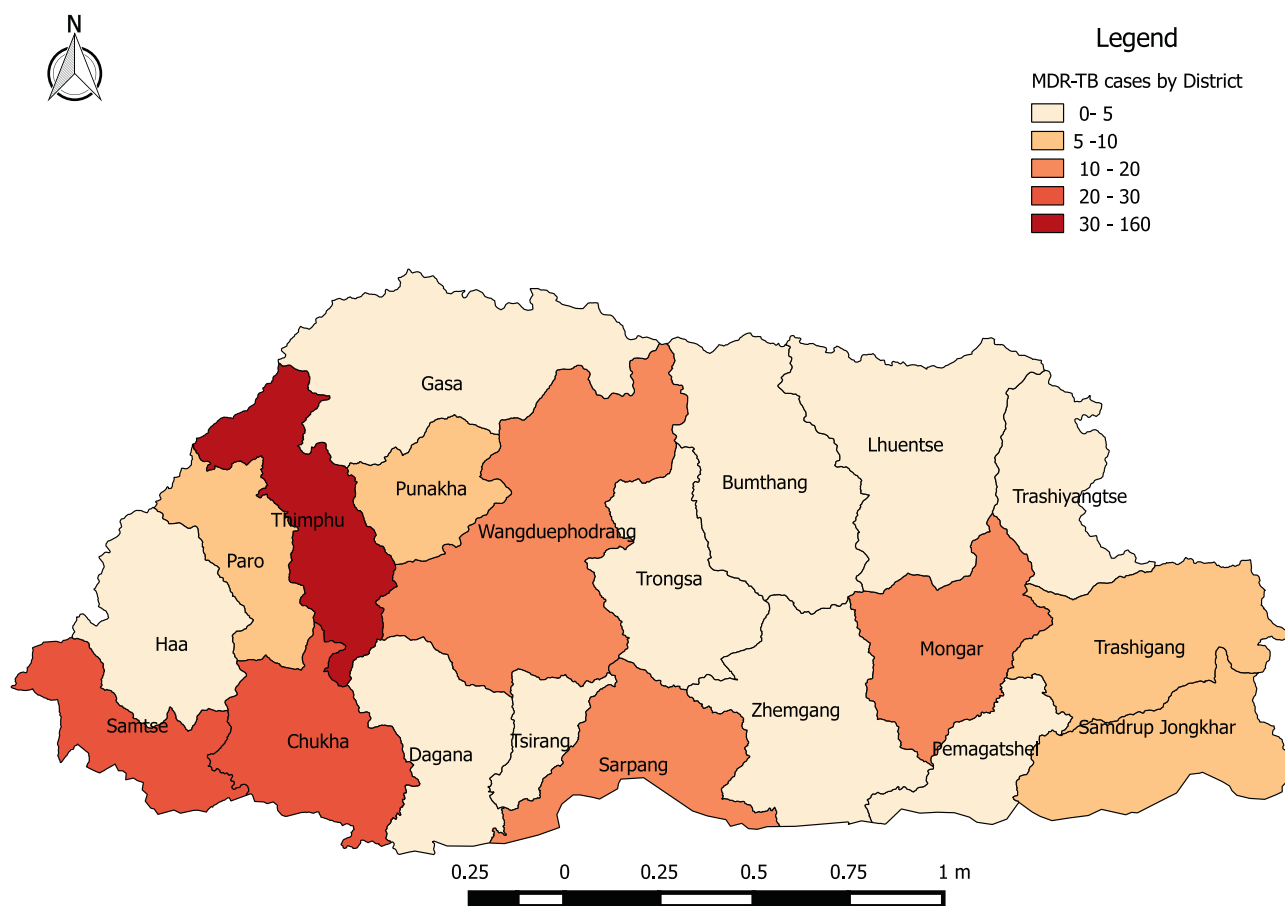 N
Legend
MDR-TB cases by District
0- 5
5 -10
10 - 20
20 - 30
30 - 160
Gasa
Lhuentse
Bumthang
Punakha
Trashiyangtse
Thimphu
Wangduephodrang
Paro
Trongsa
Haa
Mongar
Trashigang
Zhemgang
Samtse
Samdrup Jongkhar
Chukha
Tsirang
Pemagatshel
Dagana
Sarpang
0.25 0 0.25 0.5 0.75 1 m